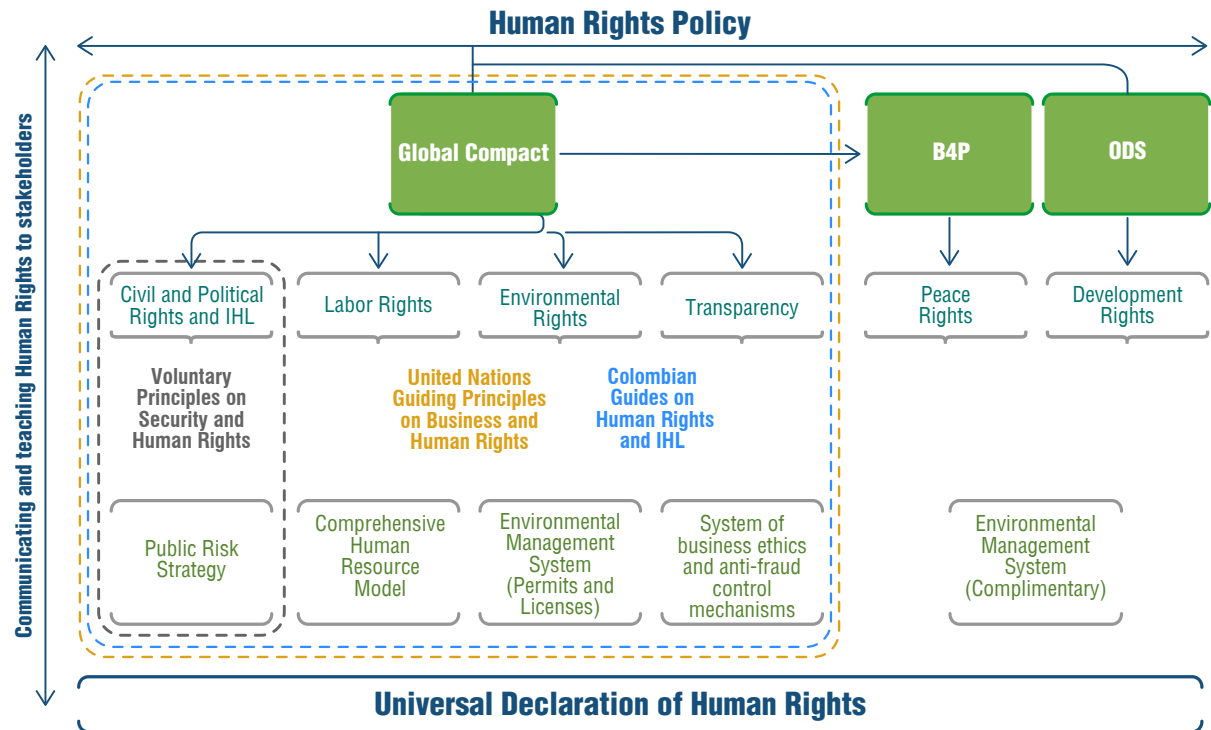 Human Rights Policy
Communicating and teaching Human Rights to stakeholders
Global Compact
B4P
ODS
Civil and Political
Rights and IHL
Labor Rights
Environmental
Rights
Transparency
Peace
Rights
Development
Rights
Voluntary
Principles on
Security and
Human Rights
United Nations
Guiding Principles
on Business and
Human Rights
Colombian
Guides on
Human Rights
and IHL
Public Risk
Strategy
Comprehensive
Human
Resource
Model
Environmental
Management
System
(Permits and
Licenses)
System of
business ethics
and anti-fraud
control
mechanisms
Environmental
Management
System
(Complimentary)
Universal Declaration of Human Rights